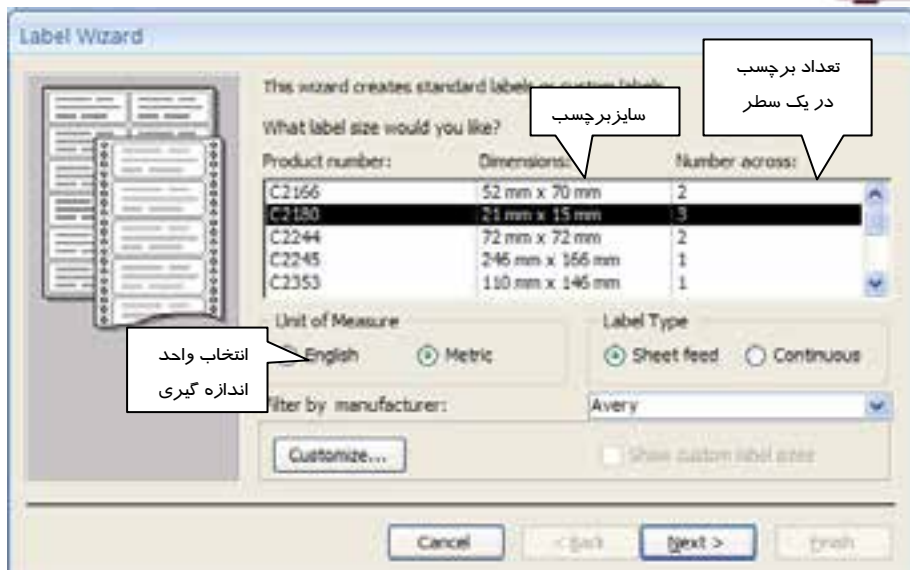 Label Wizard
This wizard creates standard labels or custom labels.
What label size would you like?
تعداد برچسب
در یک سطر
سایزبرچسب
Product number: Dimensions: Number across:
C2166 52 mm x 70 mm 2
C2180 21 mm x 15 mm 3
C2244 72 mm x 72 mm 2
C2245 246 mm x 166 mm 1
C2353 110 mm x 146 mm 1
Unit of Measure Label Type
English Metric Sheet feed Continuous
انتخاب واحد
اندازه گیری
Filter by manufacturer: Avery
Customize... Show custom label sizes
Cancel < Back Next > Finish